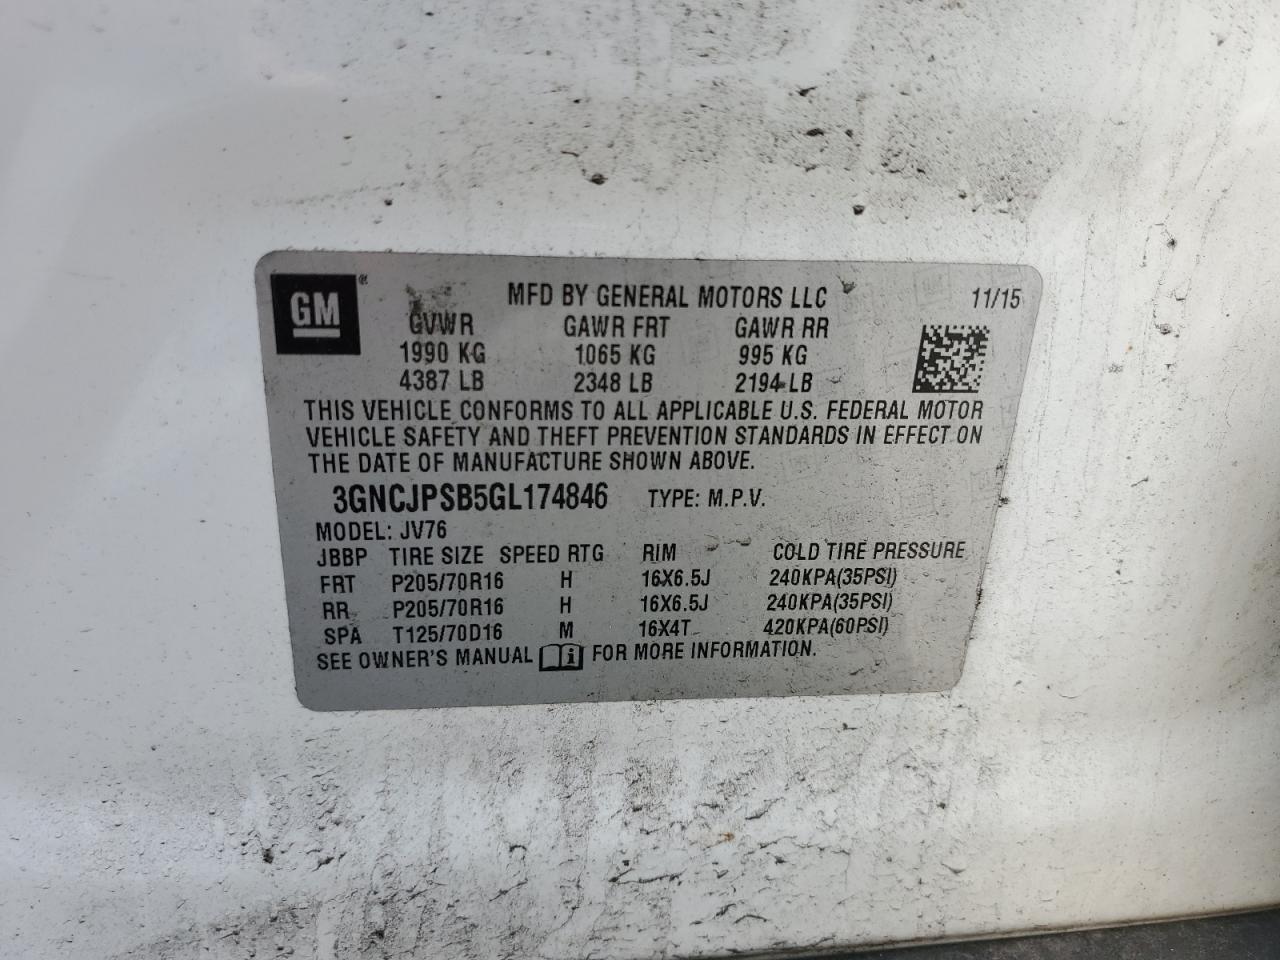 GM ®
MFD BY GENERAL MOTORS LLC 11/15
GVWR GAWR FRT GAWR RR
1990 KG 1065 KG 995 KG
4387 LB 2348 LB 2194 LB
THIS VEHICLE CONFORMS TO ALL APPLICABLE U.S. FEDERAL MOTOR
VEHICLE SAFETY AND THEFT PREVENTION STANDARDS IN EFFECT ON
THE DATE OF MANUFACTURE SHOWN ABOVE.
3GNCJPSB5GL174846 TYPE: M.P.V.
MODEL: JV76
JBBP TIRE SIZE SPEED RTG RIM COLD TIRE PRESSURE
FRT P205/70R16 H 16X6.5J 240KPA(35PSI)
RR P205/70R16 H 16X6.5J 240KPA(35PSI)
SPA T125/70D16 M 16X4T 420KPA(60PSI)
SEE OWNER'S MANUAL FOR MORE INFORMATION.